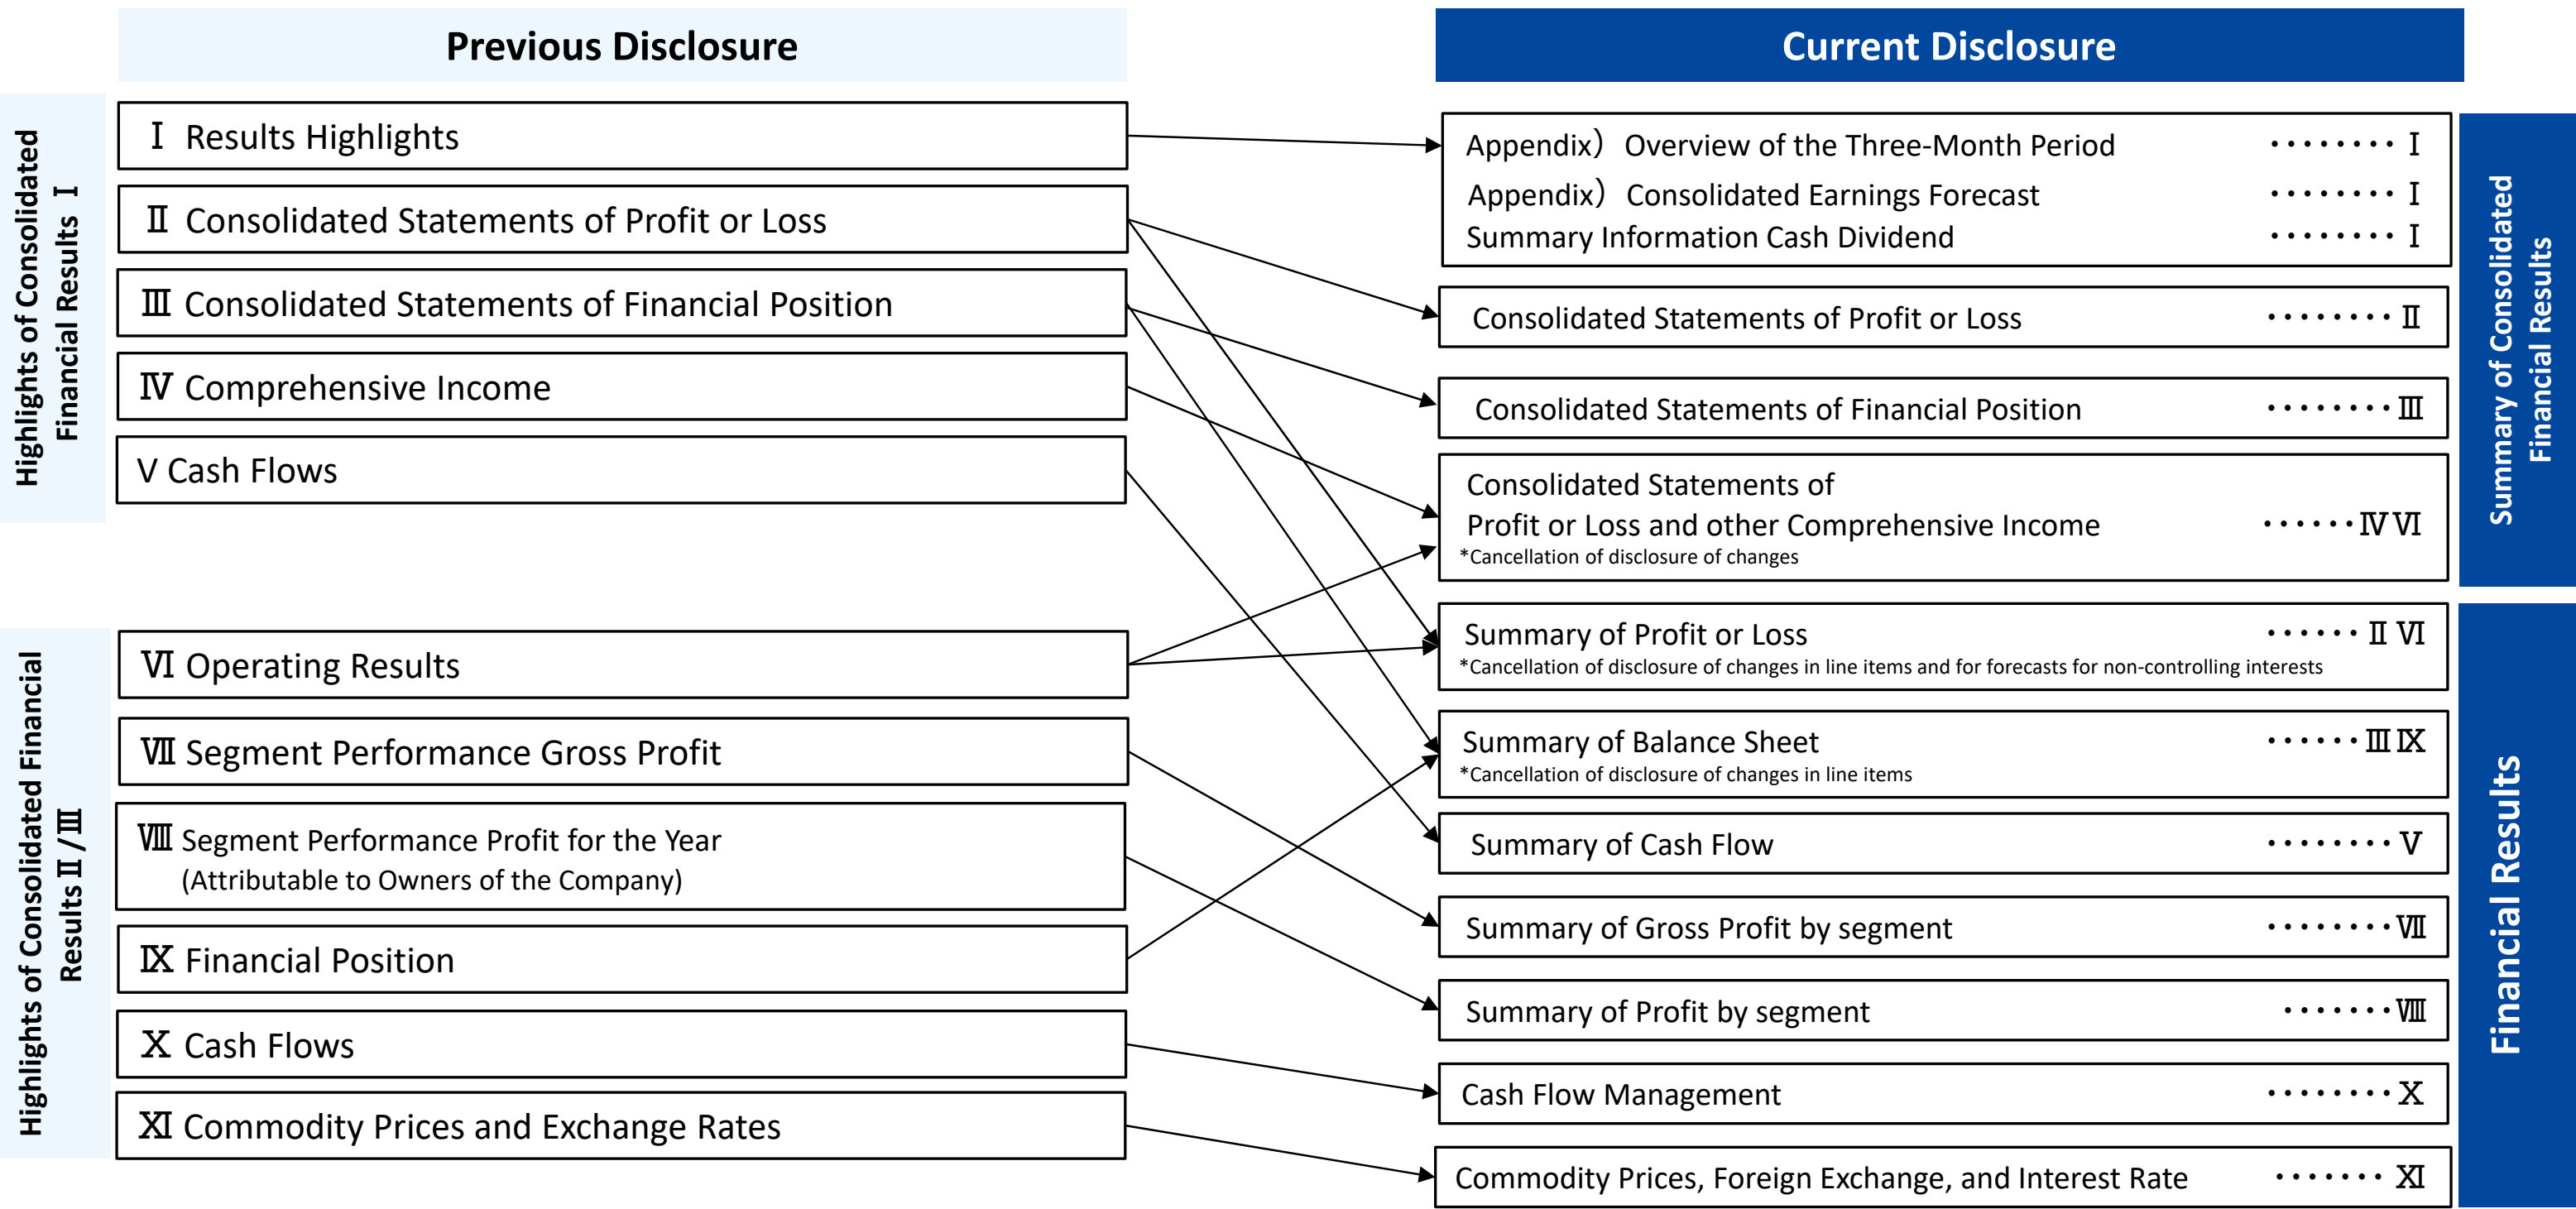 Previous Disclosure
Current Disclosure
Highlights of Consolidated
Financial Results Ⅰ
Ⅰ Results Highlights
Ⅱ Consolidated Statements of Profit or Loss
Ⅲ Consolidated Statements of Financial Position
Ⅳ Comprehensive Income
V Cash Flows
Highlights of Consolidated Financial
Results Ⅱ/Ⅲ
Ⅵ Operating Results
Ⅶ Segment Performance Gross Profit
Ⅷ Segment Performance Profit for the Year
(Attributable to Owners of the Company)
Ⅸ Financial Position
Ⅹ Cash Flows
Ⅺ Commodity Prices and Exchange Rates
Appendix）Overview of the Three-Month Period ････････ Ⅰ
Appendix）Consolidated Earnings Forecast ････････ Ⅰ
Summary Information Cash Dividend ････････ Ⅰ
Consolidated Statements of Profit or Loss ････････Ⅱ
Consolidated Statements of Financial Position ････････Ⅲ
Consolidated Statements of
Profit or Loss and other Comprehensive Income ･･････Ⅳ Ⅵ
*Cancellation of disclosure of changes
Summary of Profit or Loss ･･････ Ⅱ Ⅵ
*Cancellation of disclosure of changes in line items and for forecasts for non-controlling interests
Summary of Balance Sheet ･･････Ⅲ Ⅸ
*Cancellation of disclosure of changes in line items
Summary of Cash Flow ････････Ⅴ
Summary of Gross Profit by segment ････････Ⅶ
Summary of Profit by segment ･･･････Ⅷ
Cash Flow Management ････････Ⅹ
Commodity Prices, Foreign Exchange, and Interest Rate ･･･････ Ⅺ
Summary of Consolidated
Financial Results
Financial Results